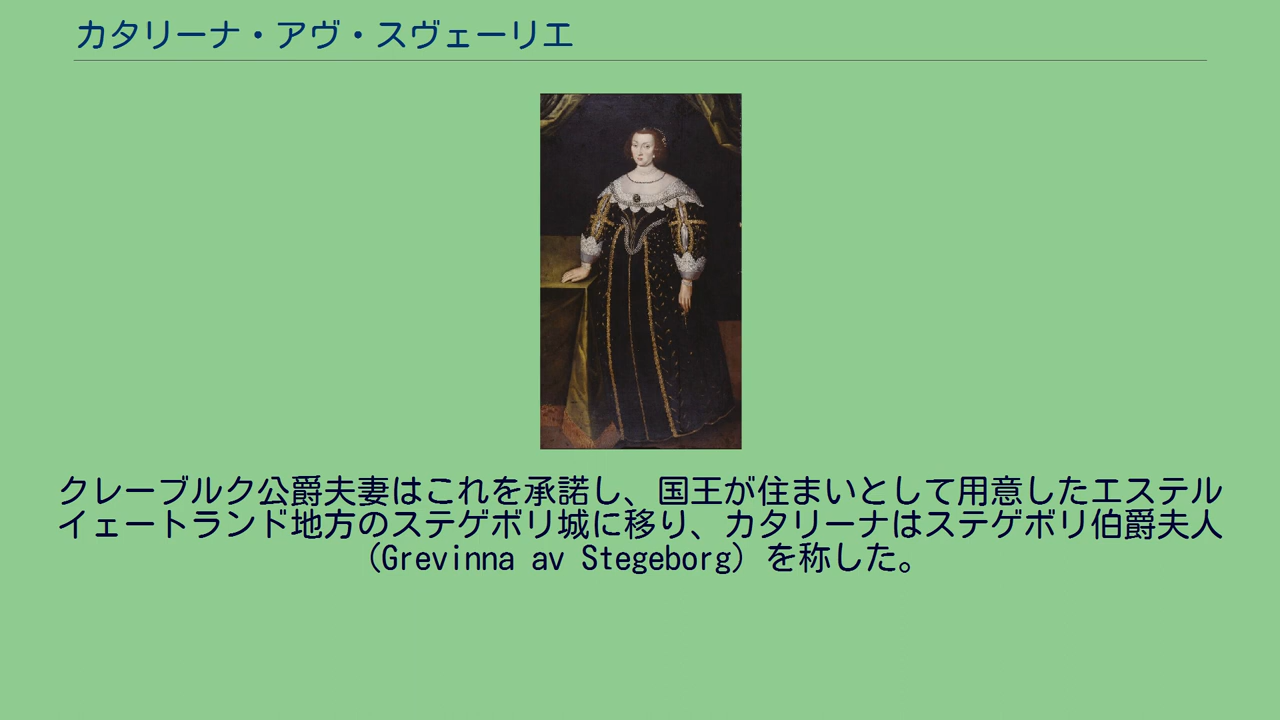 カタリーナ・アヴ・スヴェーリエ
クレーブルク公爵夫妻はこれを承諾し、国王が住まいとして用意したエステル
イェートランド地方のステゲボリ城に移り、カタリーナはステゲボリ伯爵夫人
（Grevinna av Stegeborg）を称した。